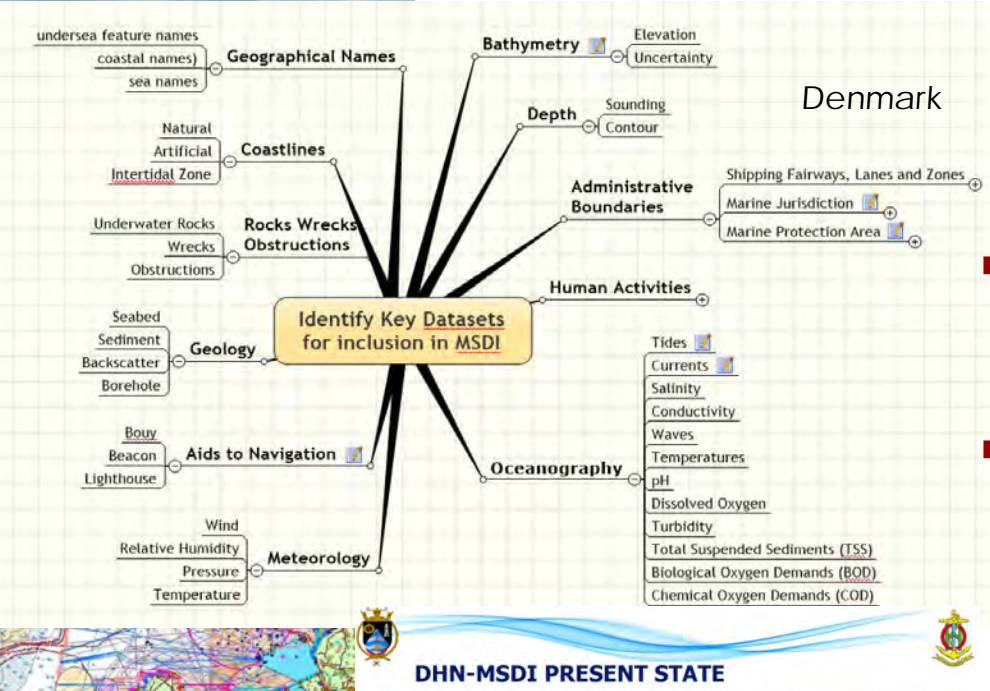 undersea feature names
coastal names)
sea names
Geographical Names
Natural
Artificial
Intertidal Zone
Coastlines
Underwater Rocks
Wrecks
Obstructions
Rocks Wrecks
Obstructions
Seabed
Sediment
Backscatter
Borehole
Geology
Bouy
Beacon
Lighthouse
Aids to Navigation
Wind
Relative Humidity
Pressure
Temperature
Meteorology
Identify Key Datasets
for inclusion in MSDI
Bathymetry
Elevation
Uncertainty
Denmark
Depth
Sounding
Contour
Administrative
Boundaries
Shipping Fairways, Lanes and Zones
Marine Jurisdiction
Marine Protection Area
Human Activities
Oceanography
Tides
Currents
Salinity
Conductivity
Waves
Temperatures
pH
Dissolved Oxygen
Turbidity
Total Suspended Sediments (TSS)
Biological Oxygen Demands (BOD)
Chemical Oxygen Demands (COD)
DHN-MSDI PRESENT STATE